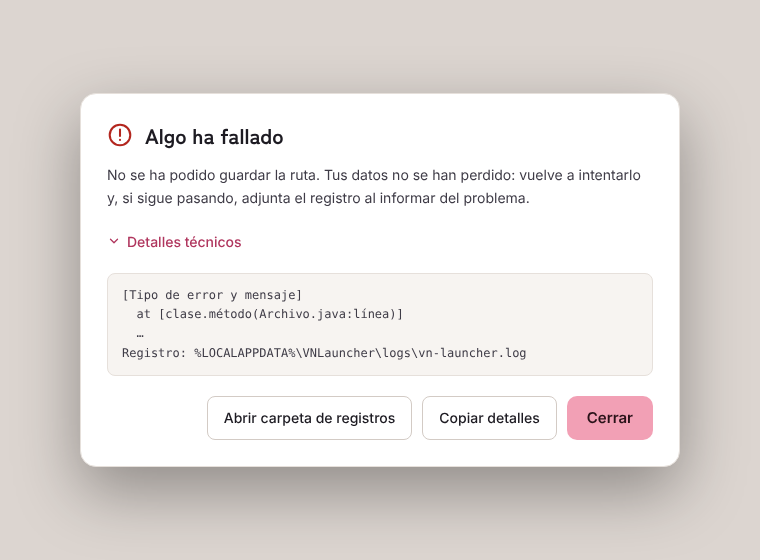 Algo ha fallado
No se ha podido guardar la ruta. Tus datos no se han perdido: vuelve a intentarlo
y, si sigue pasando, adjunta el registro al informar del problema.
Detalles técnicos
[Tipo de error y mensaje]
  at [clase.método(Archivo.java:línea)]
  …
Registro: %LOCALAPPDATA%\VNLauncher\logs\vn-launcher.log
Abrir carpeta de registros
Copiar detalles
Cerrar